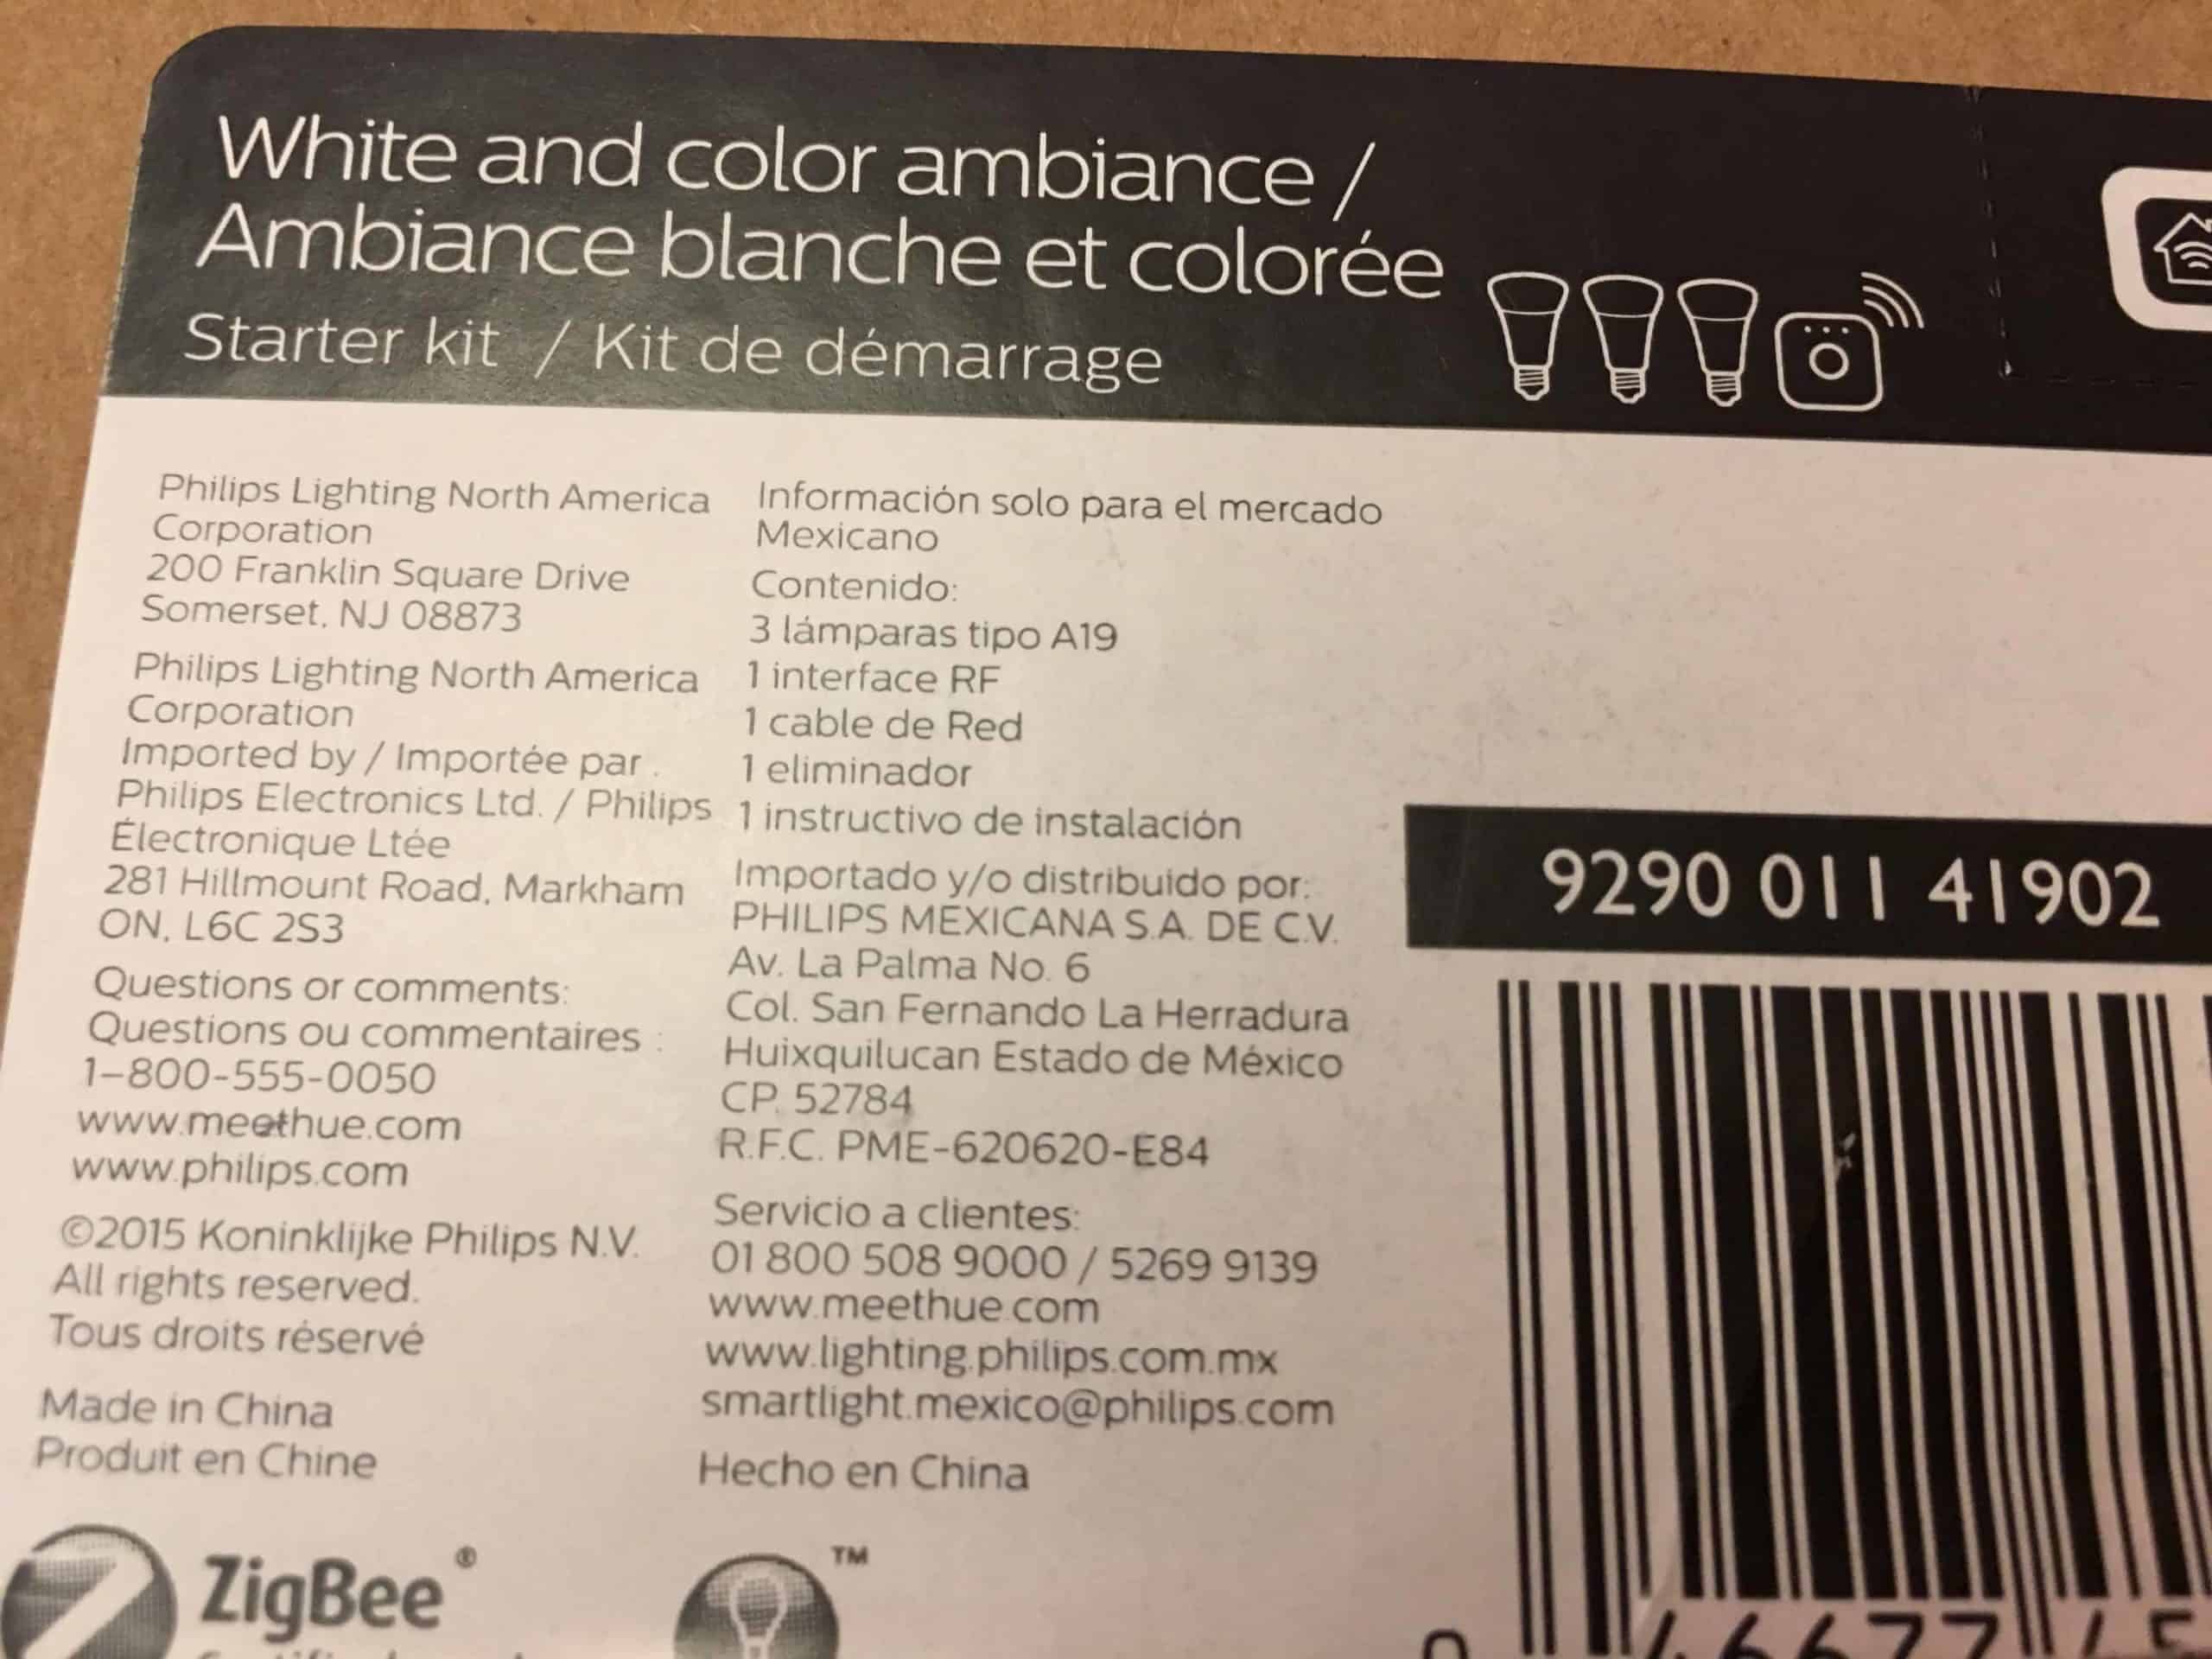 White and color ambiance /
Ambiance blanche et colorée
Starter kit / Kit de démarrage
Philips Lighting North America
Corporation
200 Franklin Square Drive
Somerset, NJ 08873
Philips Lighting North America
Corporation
Imported by / Importée par :
Philips Electronics Ltd. / Philips
Électronique Ltée
281 Hillmount Road, Markham
ON, L6C 2S3
Questions or comments:
Questions ou commentaires :
1-800-555-0050
www.meethue.com
www.philips.com
©2015 Koninklijke Philips N.V.
All rights reserved.
Tous droits réservé
Made in China
Produit en Chine
ZigBee®
Información solo para el mercado
Mexicano
Contenido:
3 lámparas tipo A19
1 interface RF
1 cable de Red
1 eliminador
1 instructivo de instalación
Importado y/o distribuido por:
PHILIPS MEXICANA S.A. DE C.V.
Av. La Palma No. 6
Col. San Fernando La Herradura
Huixquilucan Estado de México
CP. 52784
R.F.C. PME-620620-E84
Servicio a clientes:
01 800 508 9000 / 5269 9139
www.meethue.com
www.lighting.philips.com.mx
smartlight.mexico@philips.com
Hecho en China
TM
9290 011 41902
0 46677 45